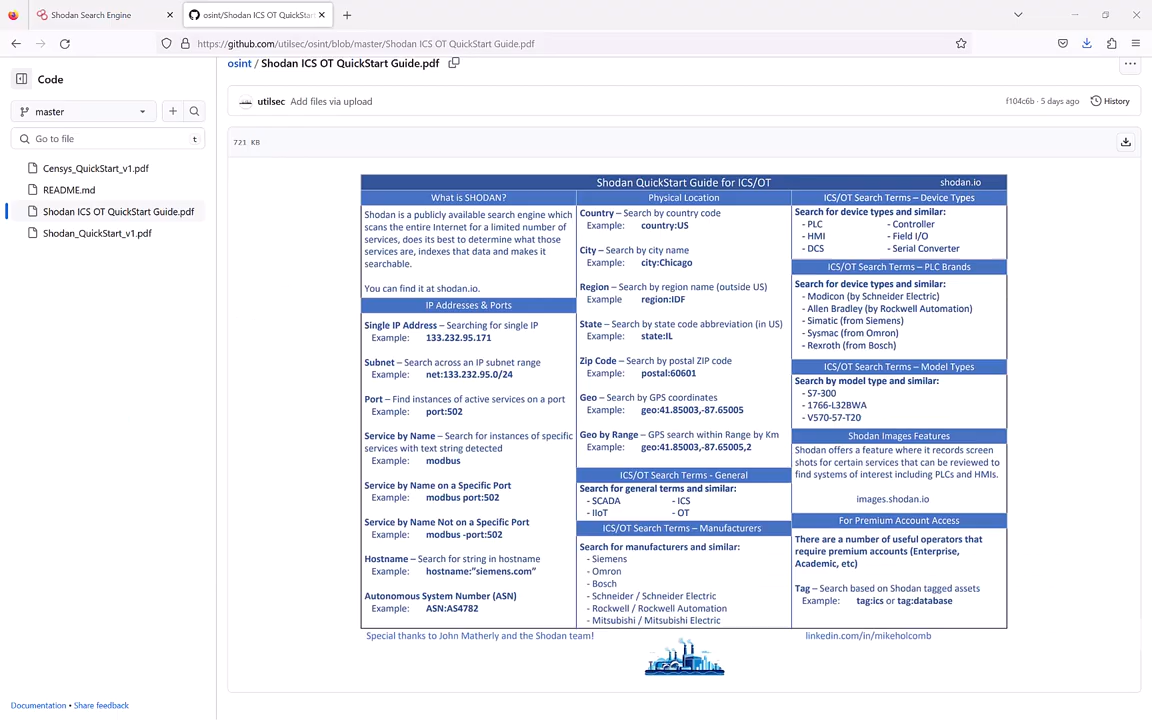 Shodan Search Engine
osint/Shodan ICS OT QuickStart
https://github.com/utilsec/osint/blob/master/Shodan ICS OT QuickStart Guide.pdf
Code
master
Go to file
t
Censys_QuickStart_v1.pdf
README.md
Shodan ICS OT QuickStart Guide.pdf
Shodan_QuickStart_v1.pdf
Documentation • Share feedback
osint / Shodan ICS OT QuickStart Guide.pdf
utilsec Add files via upload
f104c6b · 5 days ago
History
721 KB
Shodan QuickStart Guide for ICS/OT
shodan.io
What is SHODAN?
Shodan is a publicly available search engine which
scans the entire Internet for a limited number of
services, does its best to determine what those
services are, indexes that data and makes it
searchable.
You can find it at shodan.io.
IP Addresses & Ports
Single IP Address – Searching for single IP
Example: 133.232.95.171
Subnet – Search across an IP subnet range
Example: net:133.232.95.0/24
Port – Find instances of active services on a port
Example: port:502
Service by Name – Search for instances of specific
services with text string detected
Example: modbus
Service by Name on a Specific Port
Example: modbus port:502
Service by Name Not on a Specific Port
Example: modbus -port:502
Hostname – Search for string in hostname
Example: hostname:"siemens.com"
Autonomous System Number (ASN)
Example: ASN:AS4782
Physical Location
Country – Search by country code
Example: country:US
City – Search by city name
Example: city:Chicago
Region – Search by region name (outside US)
Example region:IDF
State – Search by state code abbreviation (in US)
Example: state:IL
Zip Code – Search by postal ZIP code
Example: postal:60601
Geo – Search by GPS coordinates
Example: geo:41.85003,-87.65005
Geo by Range – GPS search within Range by Km
Example: geo:41.85003,-87.65005,2
ICS/OT Search Terms - General
Search for general terms and similar:
- SCADA - ICS
- IIoT - OT
ICS/OT Search Terms – Manufacturers
Search for manufacturers and similar:
- Siemens
- Omron
- Bosch
- Schneider / Schneider Electric
- Rockwell / Rockwell Automation
- Mitsubishi / Mitsubishi Electric
ICS/OT Search Terms – Device Types
Search for device types and similar:
- PLC - Controller
- HMI - Field I/O
- DCS - Serial Converter
ICS/OT Search Terms – PLC Brands
Search for device types and similar:
- Modicon (by Schneider Electric)
- Allen Bradley (by Rockwell Automation)
- Simatic (from Siemens)
- Sysmac (from Omron)
- Rexroth (from Bosch)
ICS/OT Search Terms – Model Types
Search by model type and similar:
- S7-300
- 1766-L32BWA
- V570-57-T20
Shodan Images Features
Shodan offers a feature where it records screen
shots for certain services that can be reviewed to
find systems of interest including PLCs and HMIs.
images.shodan.io
For Premium Account Access
There are a number of useful operators that
require premium accounts (Enterprise,
Academic, etc)
Tag – Search based on Shodan tagged assets
Example: tag:ics or tag:database
Special thanks to John Matherly and the Shodan team!
linkedin.com/in/mikeholcomb